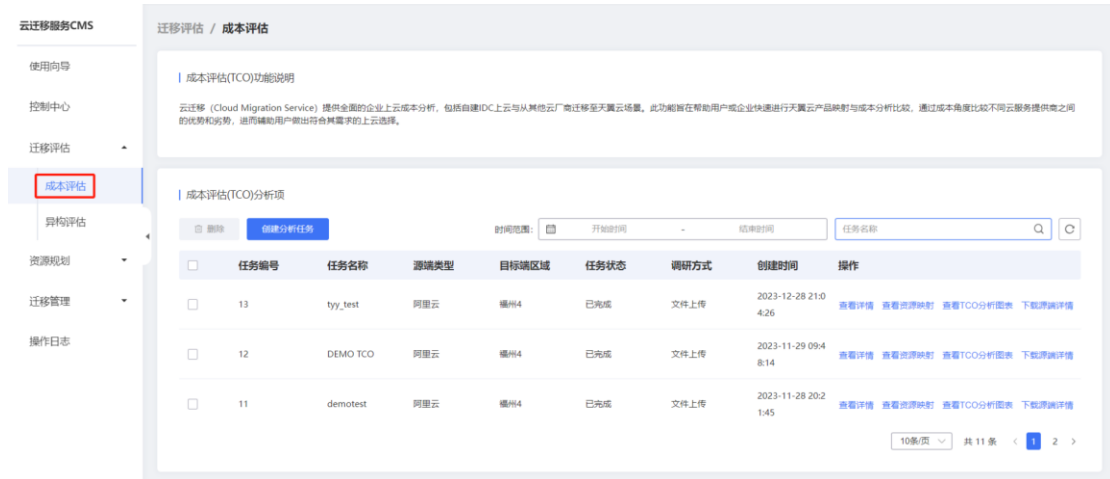 云迁移服务CMS
迁移评估 / 成本评估
使用向导
控制中心
迁移评估
成本评估
异构评估
资源规划
迁移管理
操作日志
成本评估(TCO)功能说明
云迁移（Cloud Migration Service）提供全面的企业上云成本分析，包括自建IDC上云与从其他云厂商迁移至天翼云场景。此功能旨在帮助用户或企业快速进行天翼云产品映射与成本分析比较，通过成本角度比较不同云服务提供商之间
的优势和劣势，进而辅助用户做出符合其需求的上云选择。
成本评估(TCO)分析项
删除 创建分析任务 时间范围: 开始时间 - 结束时间 任务名称
任务编号 任务名称 源端类型 目标端区域 任务状态 调研方式 创建时间 操作
13 tyy_test 阿里云 福州4 已完成 文件上传 2023-12-28 21:0
4:26 查看详情 查看资源映射 查看TCO分析图表 下载源端详情
12 DEMO TCO 阿里云 福州4 已完成 文件上传 2023-11-29 09:4
8:14 查看详情 查看资源映射 查看TCO分析图表 下载源端详情
11 demotest 阿里云 福州4 已完成 文件上传 2023-11-28 20:2
1:45 查看详情 查看资源映射 查看TCO分析图表 下载源端详情
10条/页 共 11 条 < 1 2 >